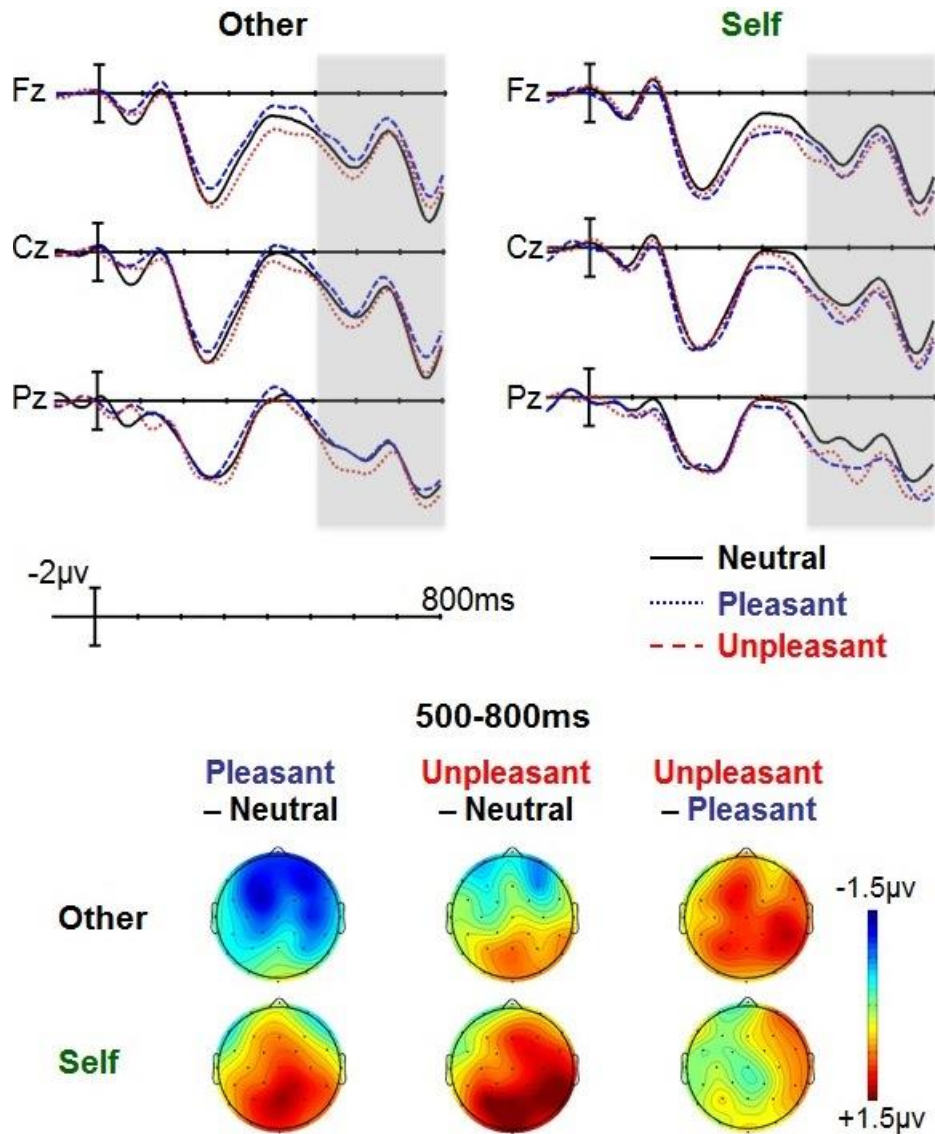 Other Self
Fz Fz
Cz Cz
Pz Pz
-2µv
800ms
Neutral
Pleasant
Unpleasant
500-800ms
Pleasant Unpleasant Unpleasant
– Neutral – Neutral – Pleasant
Other
-1.5µv
Self
+1.5µv